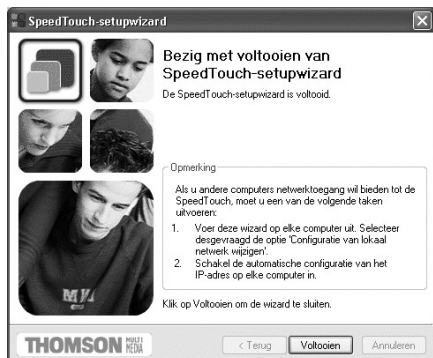 SpeedTouch-setupwizard
Bezig met voltooien van
SpeedTouch-setupwizard
De SpeedTouch-setupwizard is voltooid.
Opmerking
Als u andere computers netwerktoegang wil bieden tot de
SpeedTouch, moet u een van de volgende taken
uitvoeren:
1. Voer deze wizard op elke computer uit. Selecteer
desgevraagd de optie 'Configuratie van lokaal
netwerk wijzigen'.
2. Schakel de automatische configuratie van het
IP-adres op elke computer in.
Klik op Voltooien om de wizard te sluiten.
THOMSON MULTI MEDIA
< Terug
Voltooien
Annuleren